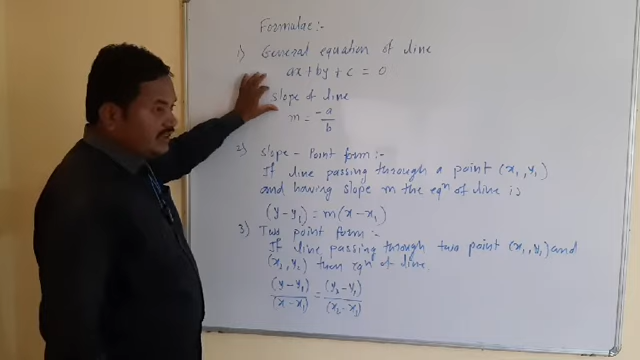 Formulae :-
1) General equation of line
ax + by + c = 0
slope of line
m = -a/b
2) slope - Point form :-
If line passing through a point (x₁, y₁)
and having slope m the eqⁿ of line is
(y - y₁) = m(x - x₁)
3) Two point form :-
If line passing through two point (x₁, y₁) and
(x₂, y₂) then eqⁿ of line.
(y - y₁)/(x - x₁) = (y₂ - y₁)/(x₂ - x₁)